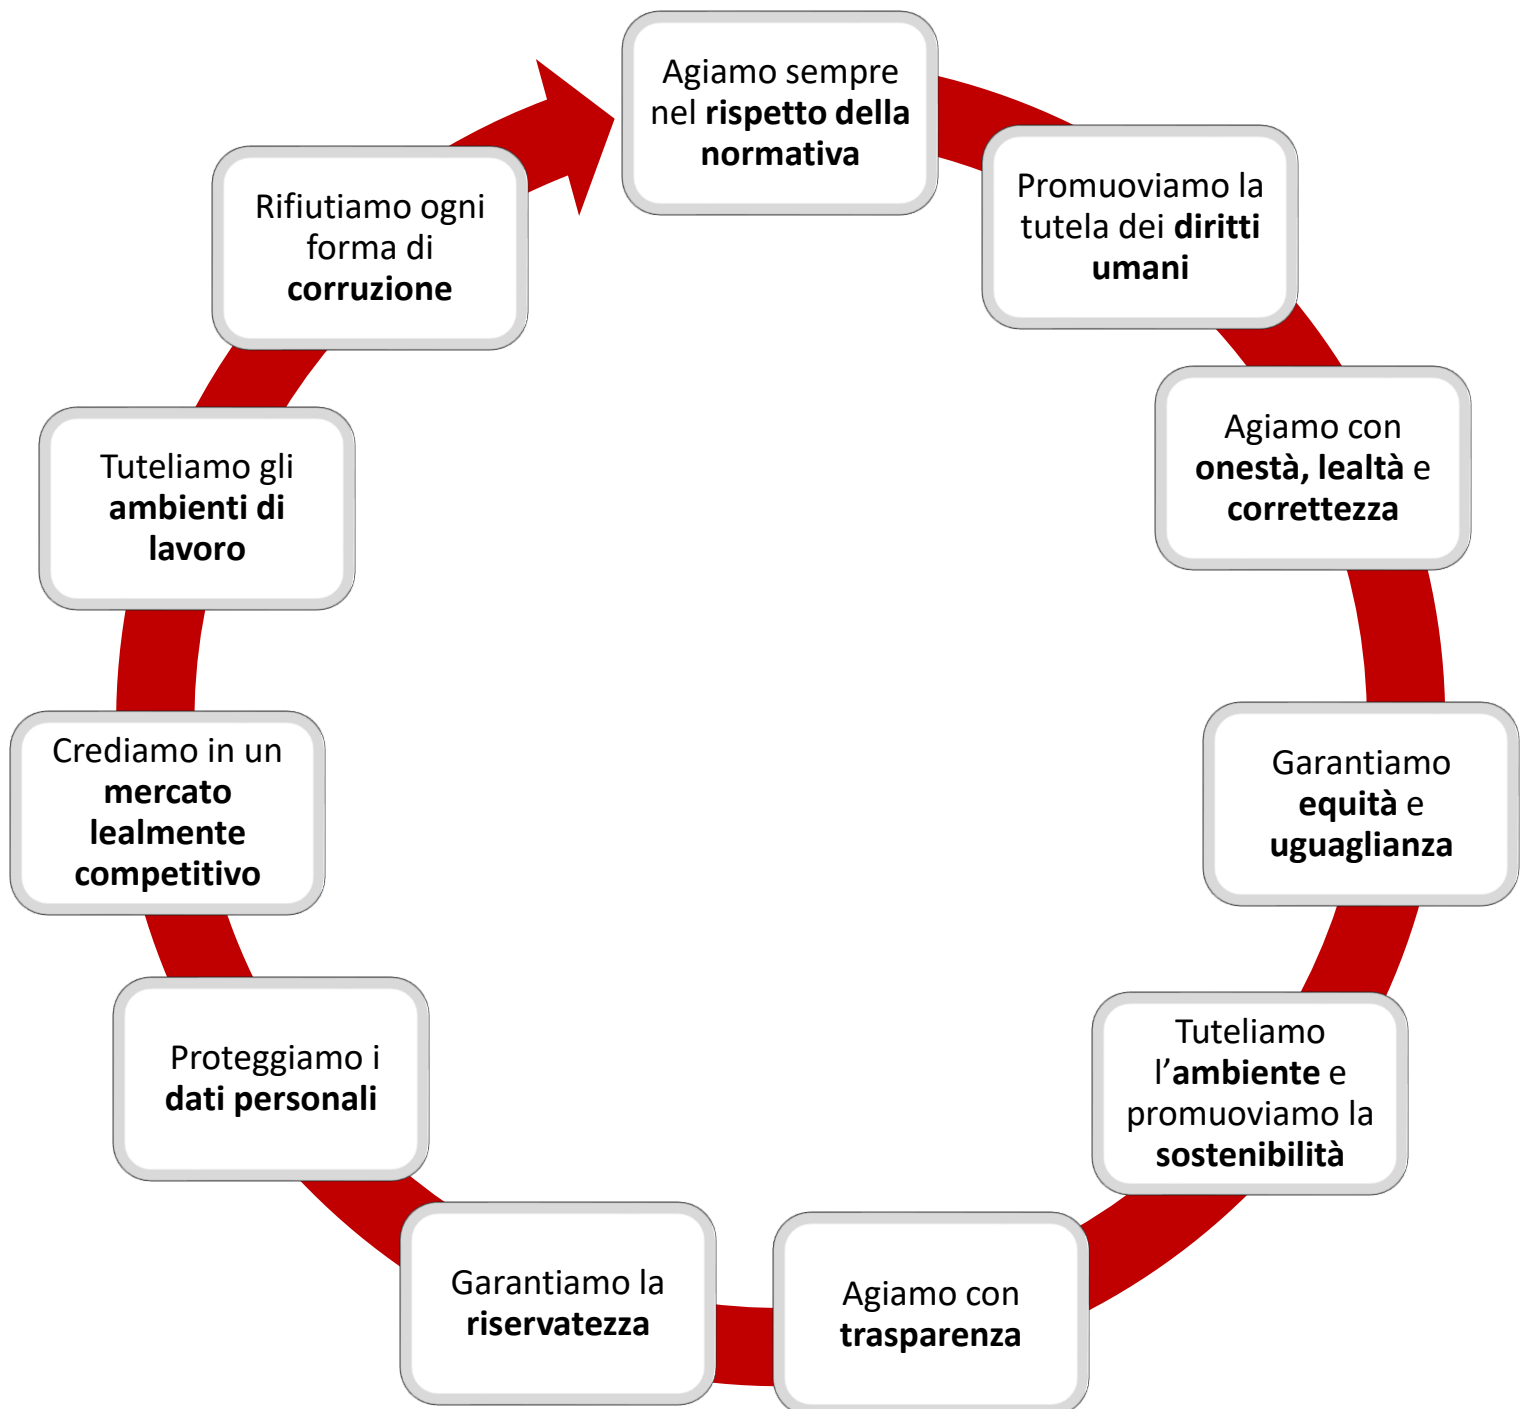 Agiamo sempre
nel rispetto della
normativa
Promuoviamo la
tutela dei diritti
umani
Agiamo con
onestà, lealtà e
correttezza
Garantiamo
equità e
uguaglianza
Tuteliamo
l’ambiente e
promuoviamo la
sostenibilità
Agiamo con
trasparenza
Garantiamo la
riservatezza
Proteggiamo i
dati personali
Crediamo in un
mercato
lealmente
competitivo
Tuteliamo gli
ambienti di
lavoro
Rifiutiamo ogni
forma di
corruzione